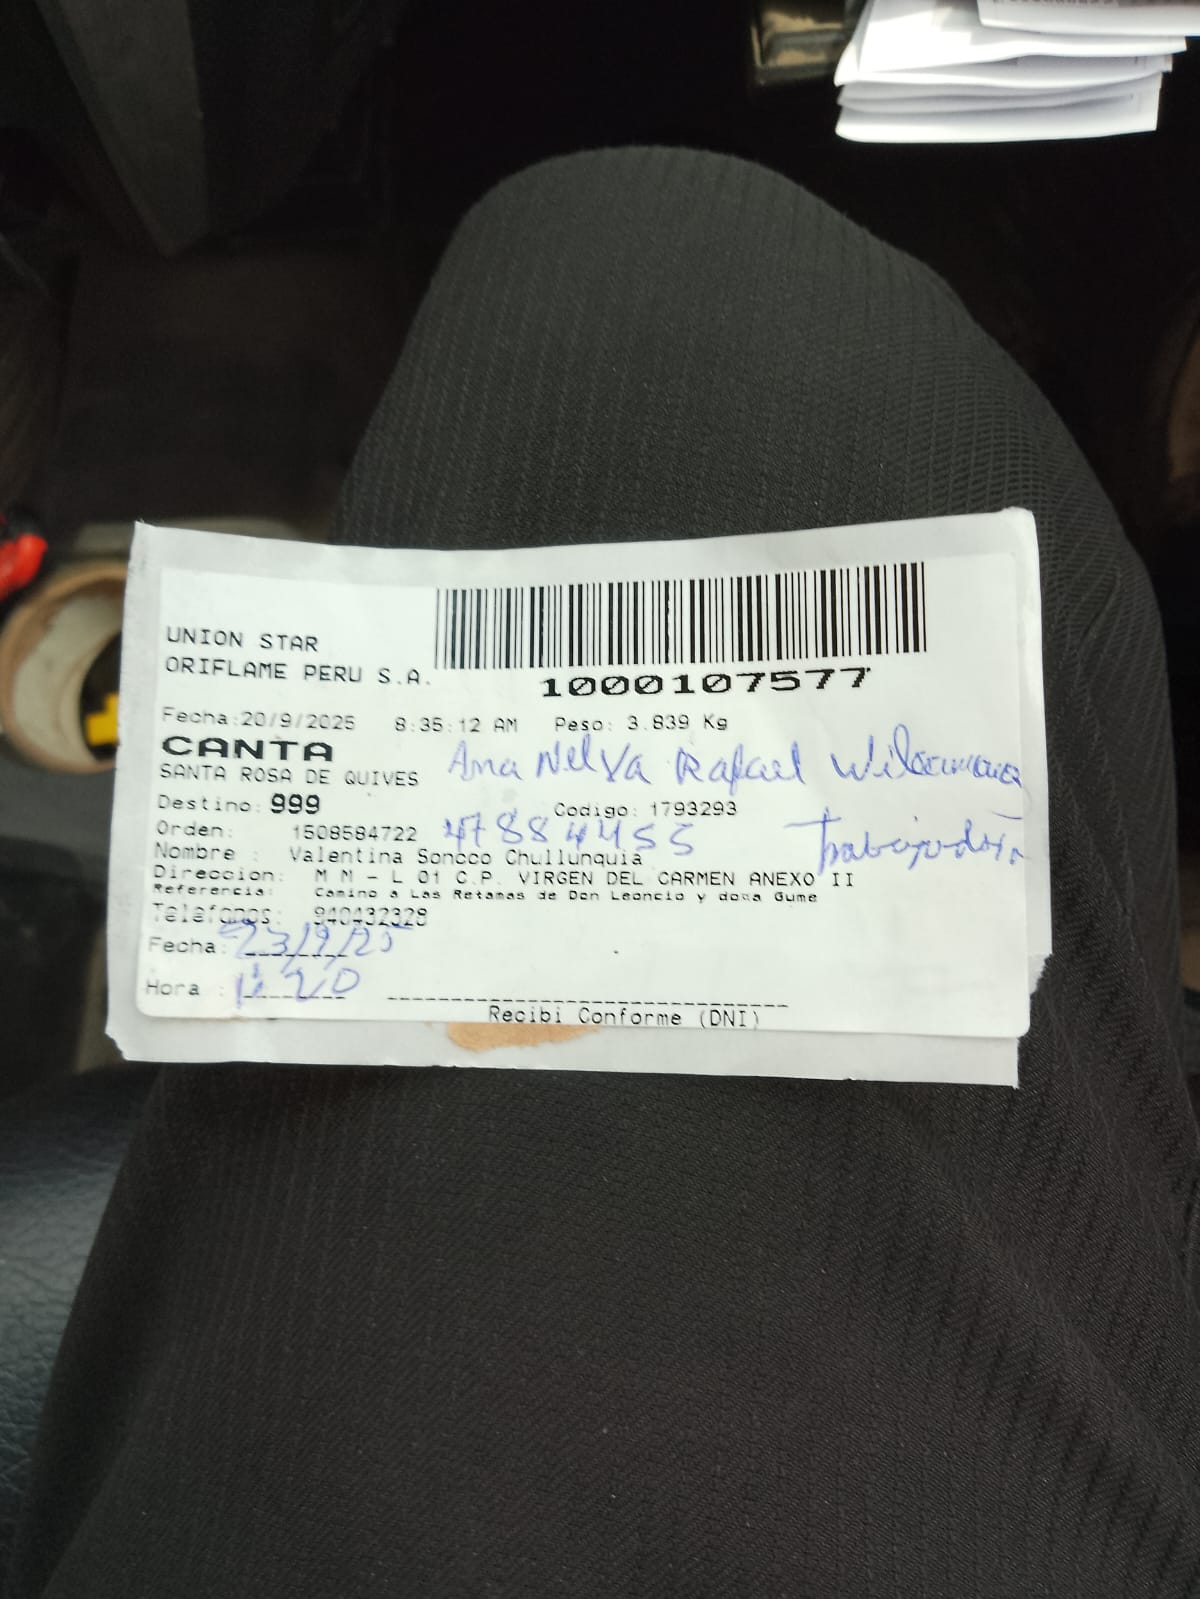 UNION STAR
ORIFLAME PERU S.A.
1000107577
Fecha:20/9/2025 8:35:12 AM Peso: 3.839 Kg
CANTA
SANTA ROSA DE QUIVES
Ana Nelva Rafael
Destino: 999 Codigo: 1793293
Orden: 1508584722 47884455
Trabajadora
Nombre : Valentina Soncco Chullunquia
Direccion: M M - L 01 C.P. VIRGEN DEL CARMEN ANEXO II
Referencia: Camino a Las Retamas de Don Leoncio y doña Gume
Telefonos: 940432328
Fecha: 23/9/25
Hora : 20
Recibi Conforme (DNI)